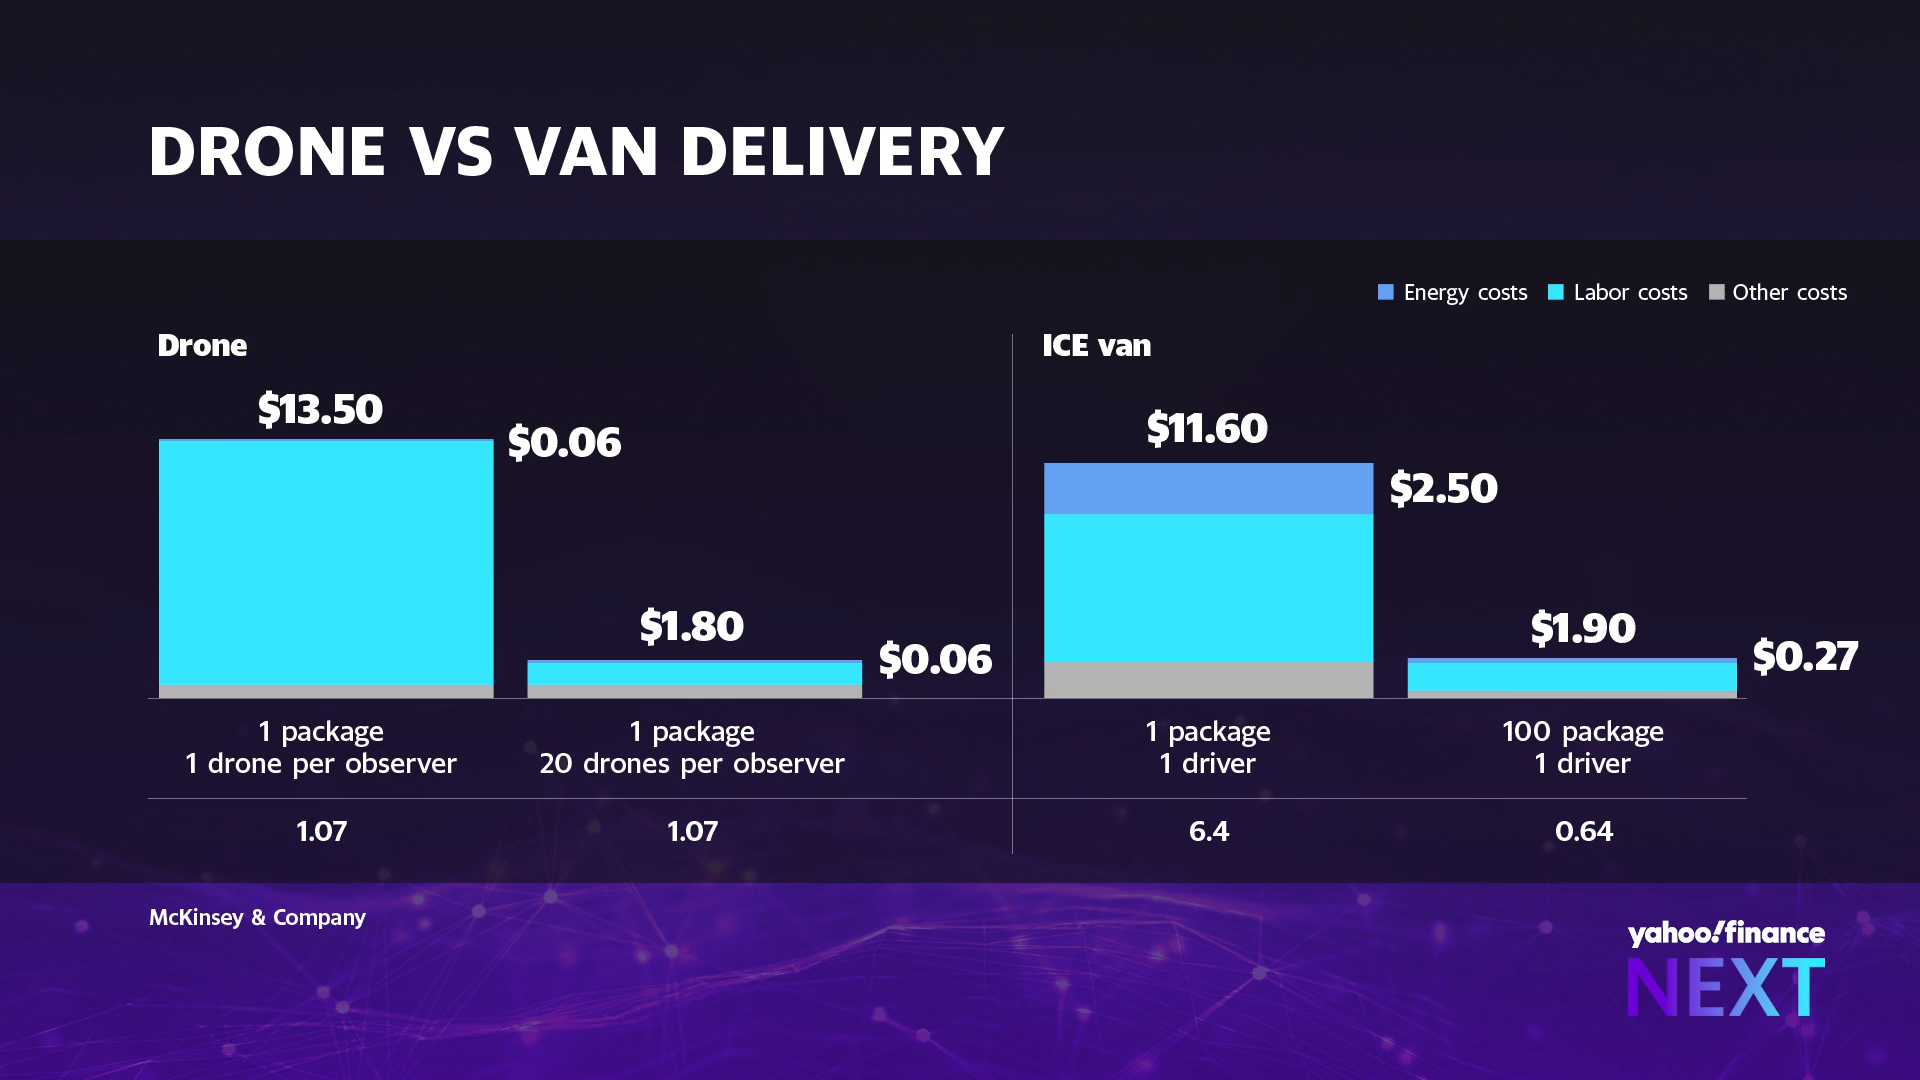 DRONE VS VAN DELIVERY
Energy costs Labor costs Other costs
Drone
$13.50
$0.06
$1.80
$0.06
1 package
1 drone per observer
1 package
20 drones per observer
1.07
1.07
ICE van
$11.60
$2.50
$1.90
$0.27
1 package
1 driver
100 package
1 driver
6.4
0.64
McKinsey & Company
yahoo!finance
NEXT